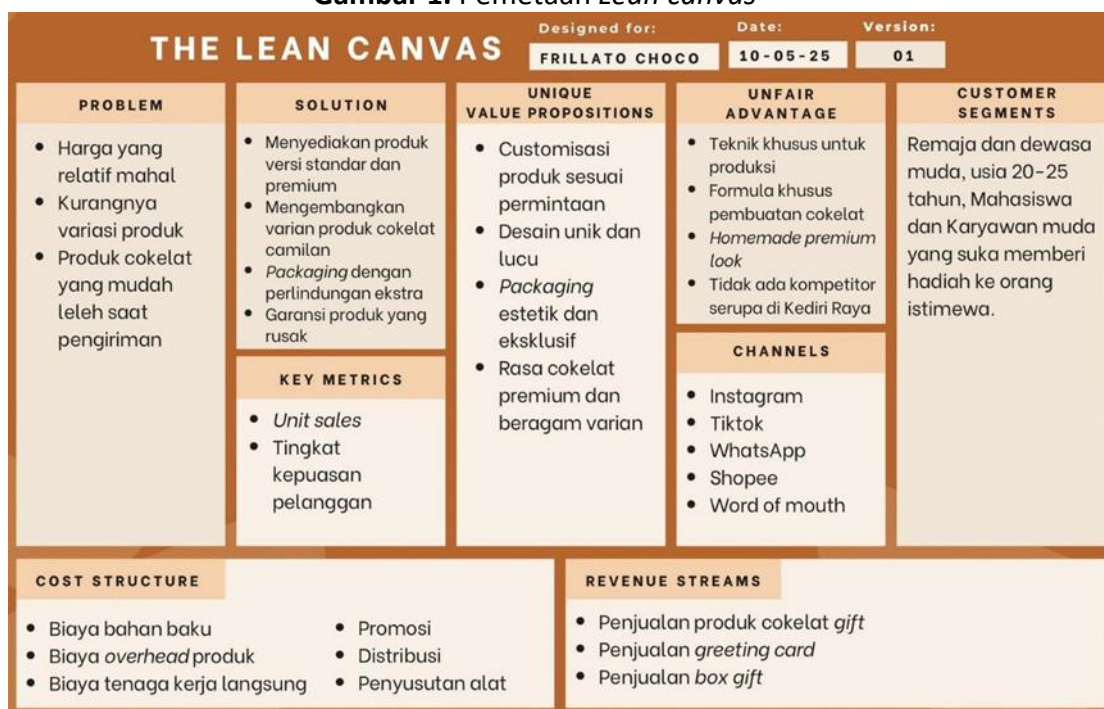 Gambar 1. Pemetaan Lean canvas
THE LEAN CANVAS
Designed for:
FRILLATO CHOCO
Date:
10-05-25
Version:
01
PROBLEM
• Harga yang
relatif mahal
• Kurangnya
variasi produk
• Produk cokelat
yang mudah
leleh saat
pengiriman
SOLUTION
• Menyediakan produk
versi standar dan
premium
• Mengembangkan
varian produk cokelat
camilan
• Packaging dengan
perlindungan ekstra
• Garansi produk yang
rusak
KEY METRICS
• Unit sales
• Tingkat
kepuasan
pelanggan
UNIQUE
VALUE PROPOSITIONS
• Customisasi
produk sesuai
permintaan
• Desain unik dan
lucu
• Packaging
estetik dan
eksklusif
• Rasa cokelat
premium dan
beragam varian
UNFAIR
ADVANTAGE
• Teknik khusus untuk
produksi
• Formula khusus
pembuatan cokelat
• Homemade premium
look
• Tidak ada kompetitor
serupa di Kediri Raya
CHANNELS
• Instagram
• Tiktok
• WhatsApp
• Shopee
• Word of mouth
CUSTOMER
SEGMENTS
Remaja dan dewasa
muda, usia 20-25
tahun, Mahasiswa
dan Karyawan muda
yang suka memberi
hadiah ke orang
istimewa.
COST STRUCTURE
• Biaya bahan baku
• Biaya overhead produk
• Biaya tenaga kerja langsung
• Promosi
• Distribusi
• Penyusutan alat
REVENUE STREAMS
• Penjualan produk cokelat gift
• Penjualan greeting card
• Penjualan box gift